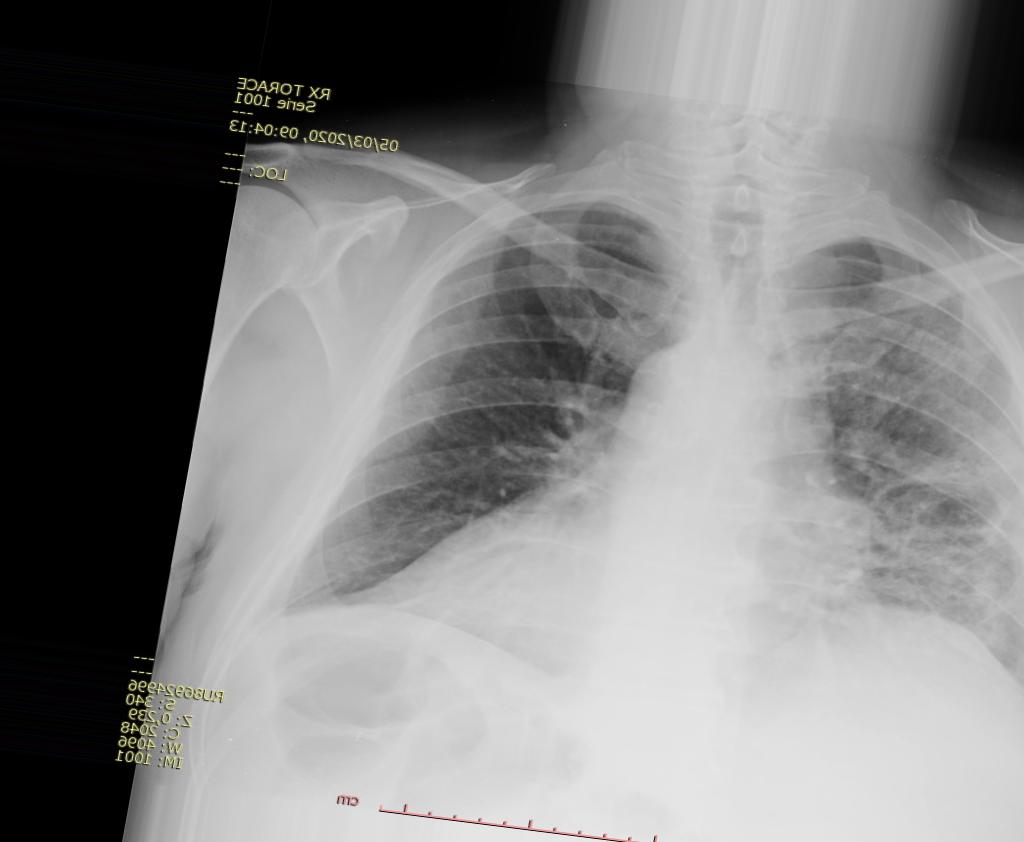 RX TORACE
Serie 1001
---
05/03/2020, 09:04:13
---
--- LOC:
---
---
---
RU86924996
S: 340
Z: 0,239
C: 2048
W: 4096
IM: 1001
cm